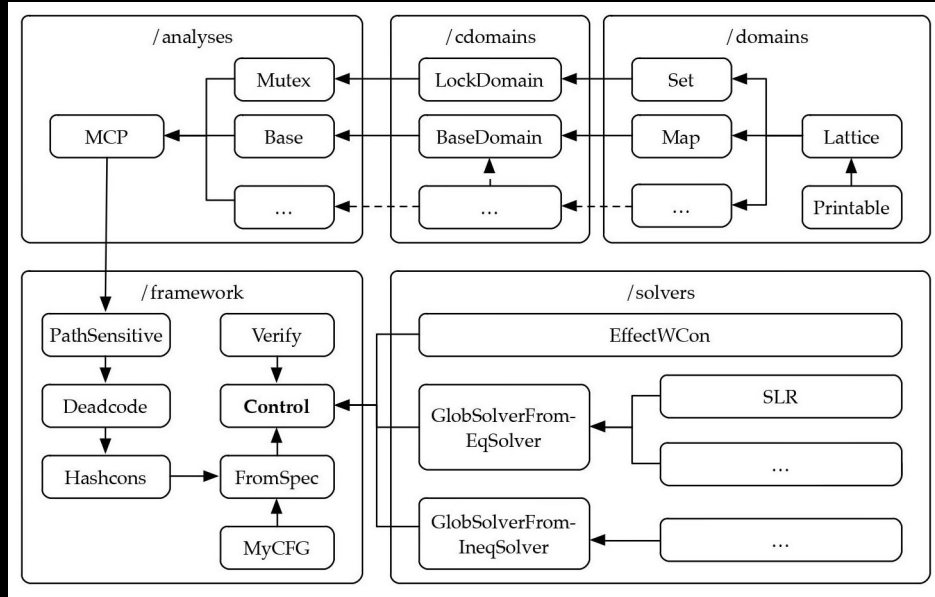 /analyses
Mutex
MCP
Base
...
/cdomains
LockDomain
BaseDomain
...
/domains
Set
Map
Lattice
...
Printable
/framework
PathSensitive
Verify
Deadcode
Control
Hashcons
FromSpec
MyCFG
/solvers
EffectWCon
GlobSolverFrom-
EqSolver
SLR
...
GlobSolverFrom-
IneqSolver
...